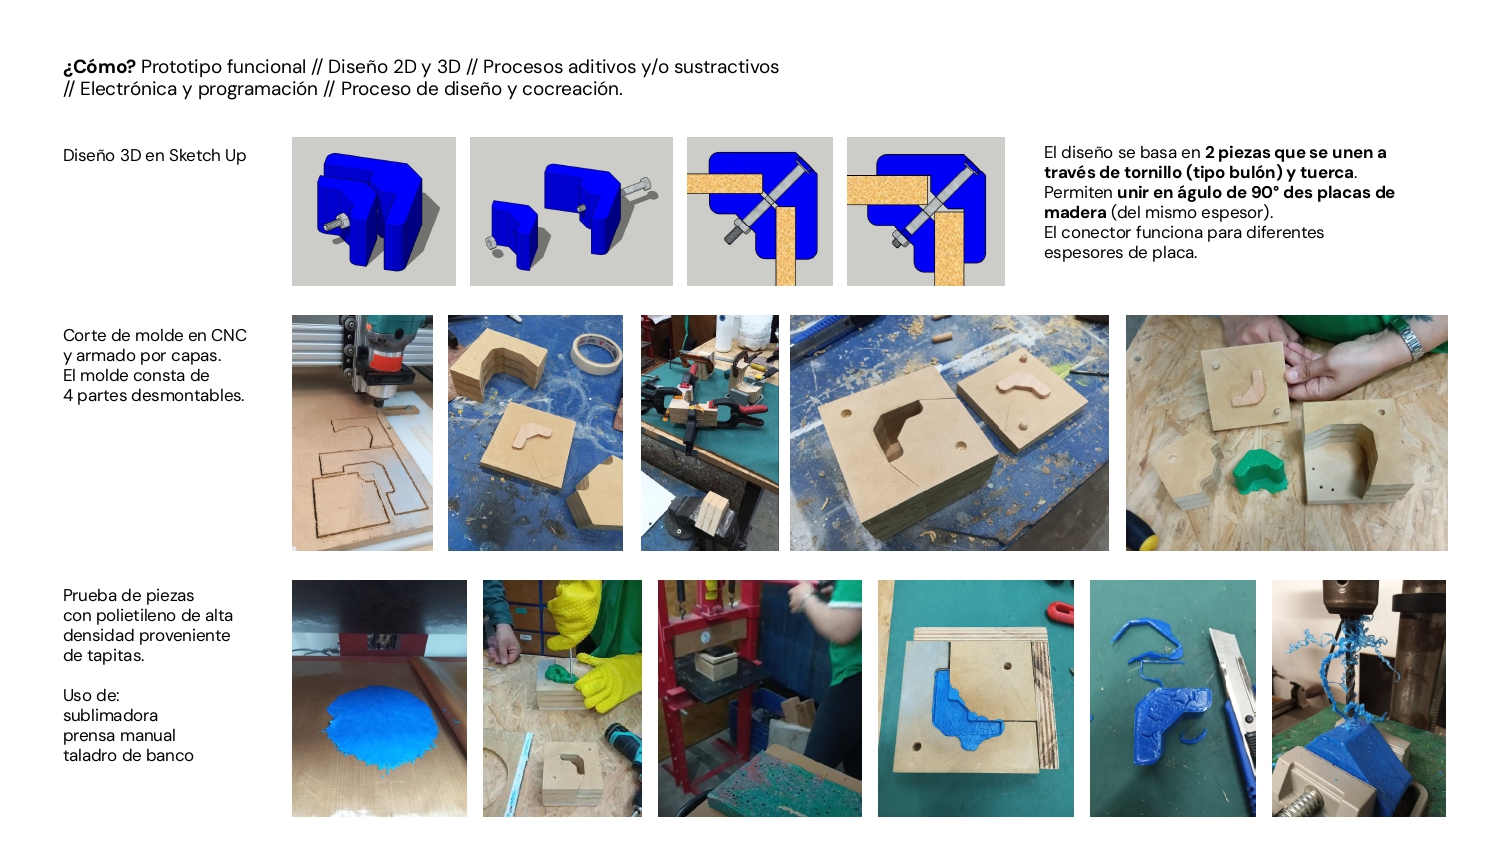 ¿Cómo? Prototipo funcional // Diseño 2D y 3D // Procesos aditivos y/o sustractivos
// Electrónica y programación // Proceso de diseño y cocreación.
Diseño 3D en Sketch Up
El diseño se basa en 2 piezas que se unen a
través de tornillo (tipo bulón) y tuerca.
Permiten unir en águlo de 90° des placas de
madera (del mismo espesor).
El conector funciona para diferentes
espesores de placa.
Corte de molde en CNC
y armado por capas.
El molde consta de
4 partes desmontables.
Prueba de piezas
con polietileno de alta
densidad proveniente
de tapitas.
Uso de:
sublimadora
prensa manual
taladro de banco